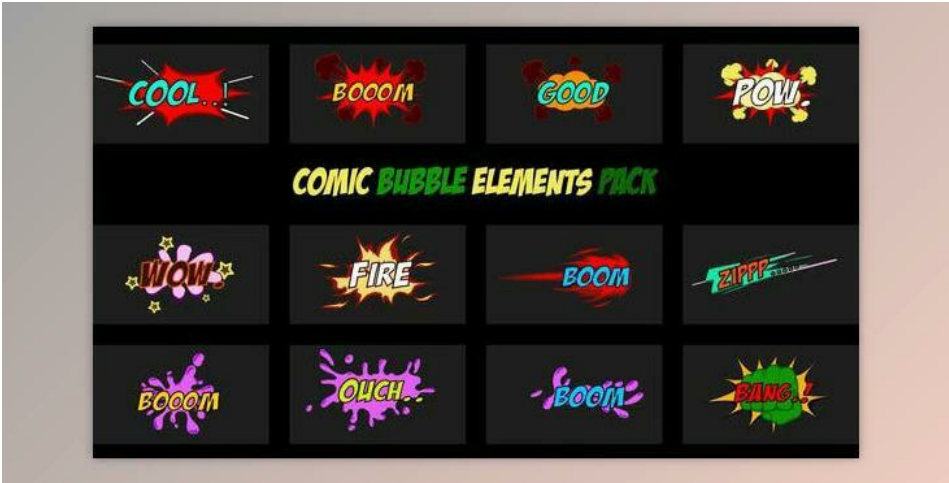 COOL..!
BOOOM
GOOD
POW.
COMIC BUBBLE ELEMENTS PACK
WOW.
FIRE
BOOM
ZIPPP
BOOOM
OUCH..
BOOM
BANG.!